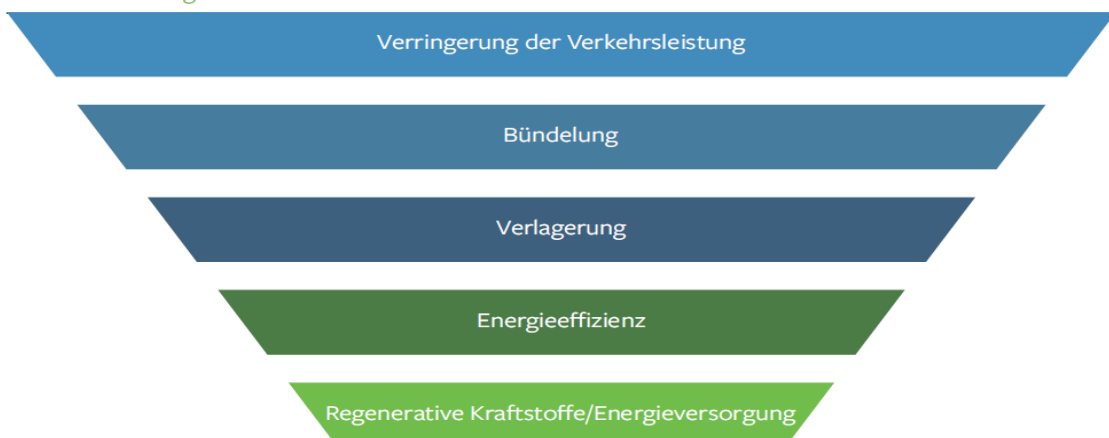 Verringerung der Verkehrsleistung
Bündelung
Verlagerung
Energieeffizienz
Regenerative Kraftstoffe/Energieversorgung